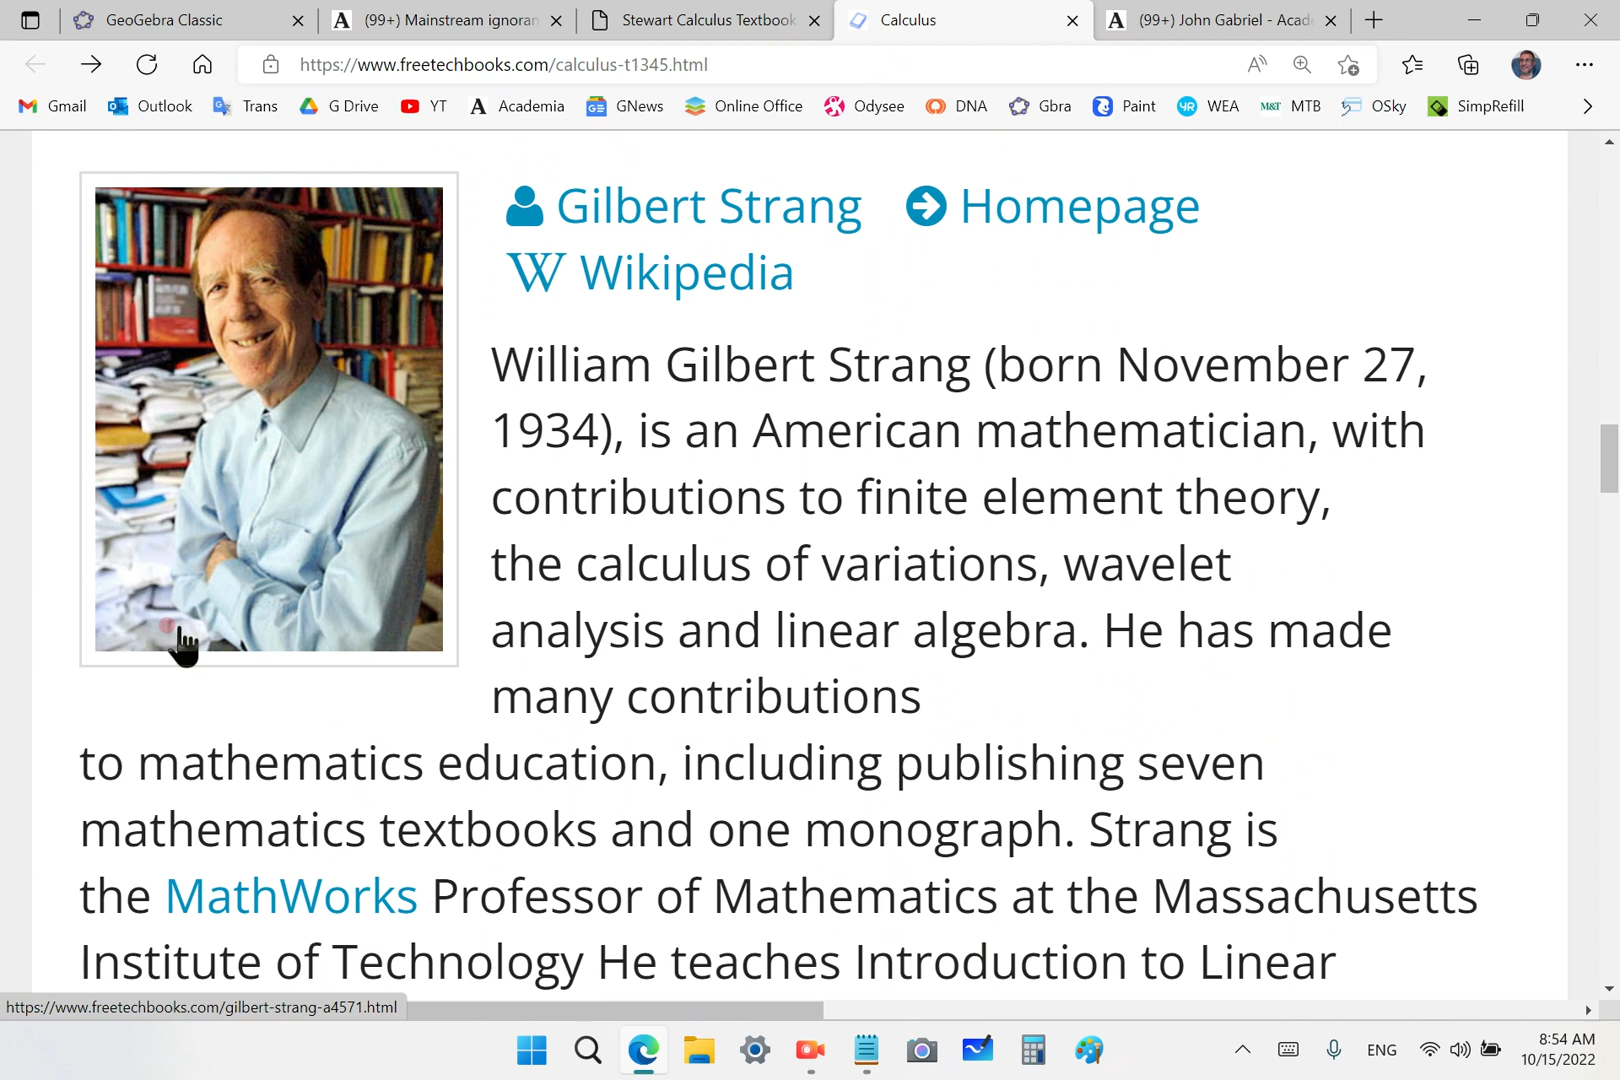 GeoGebra Classic
(99+) Mainstream ignoran
Stewart Calculus Textbook
Calculus
(99+) John Gabriel - Acade
https://www.freetechbooks.com/calculus-t1345.html
Gmail Outlook Trans G Drive YT Academia GNews Online Office Odysee DNA Gbra Paint WEA M&T MTB OSky SimpRefill
Gilbert Strang Homepage
W Wikipedia
William Gilbert Strang (born November 27,
1934), is an American mathematician, with
contributions to finite element theory,
the calculus of variations, wavelet
analysis and linear algebra. He has made
many contributions
to mathematics education, including publishing seven
mathematics textbooks and one monograph. Strang is
the MathWorks Professor of Mathematics at the Massachusetts
Institute of Technology He teaches Introduction to Linear
https://www.freetechbooks.com/gilbert-strang-a4571.html
ENG
8:54 AM
10/15/2022